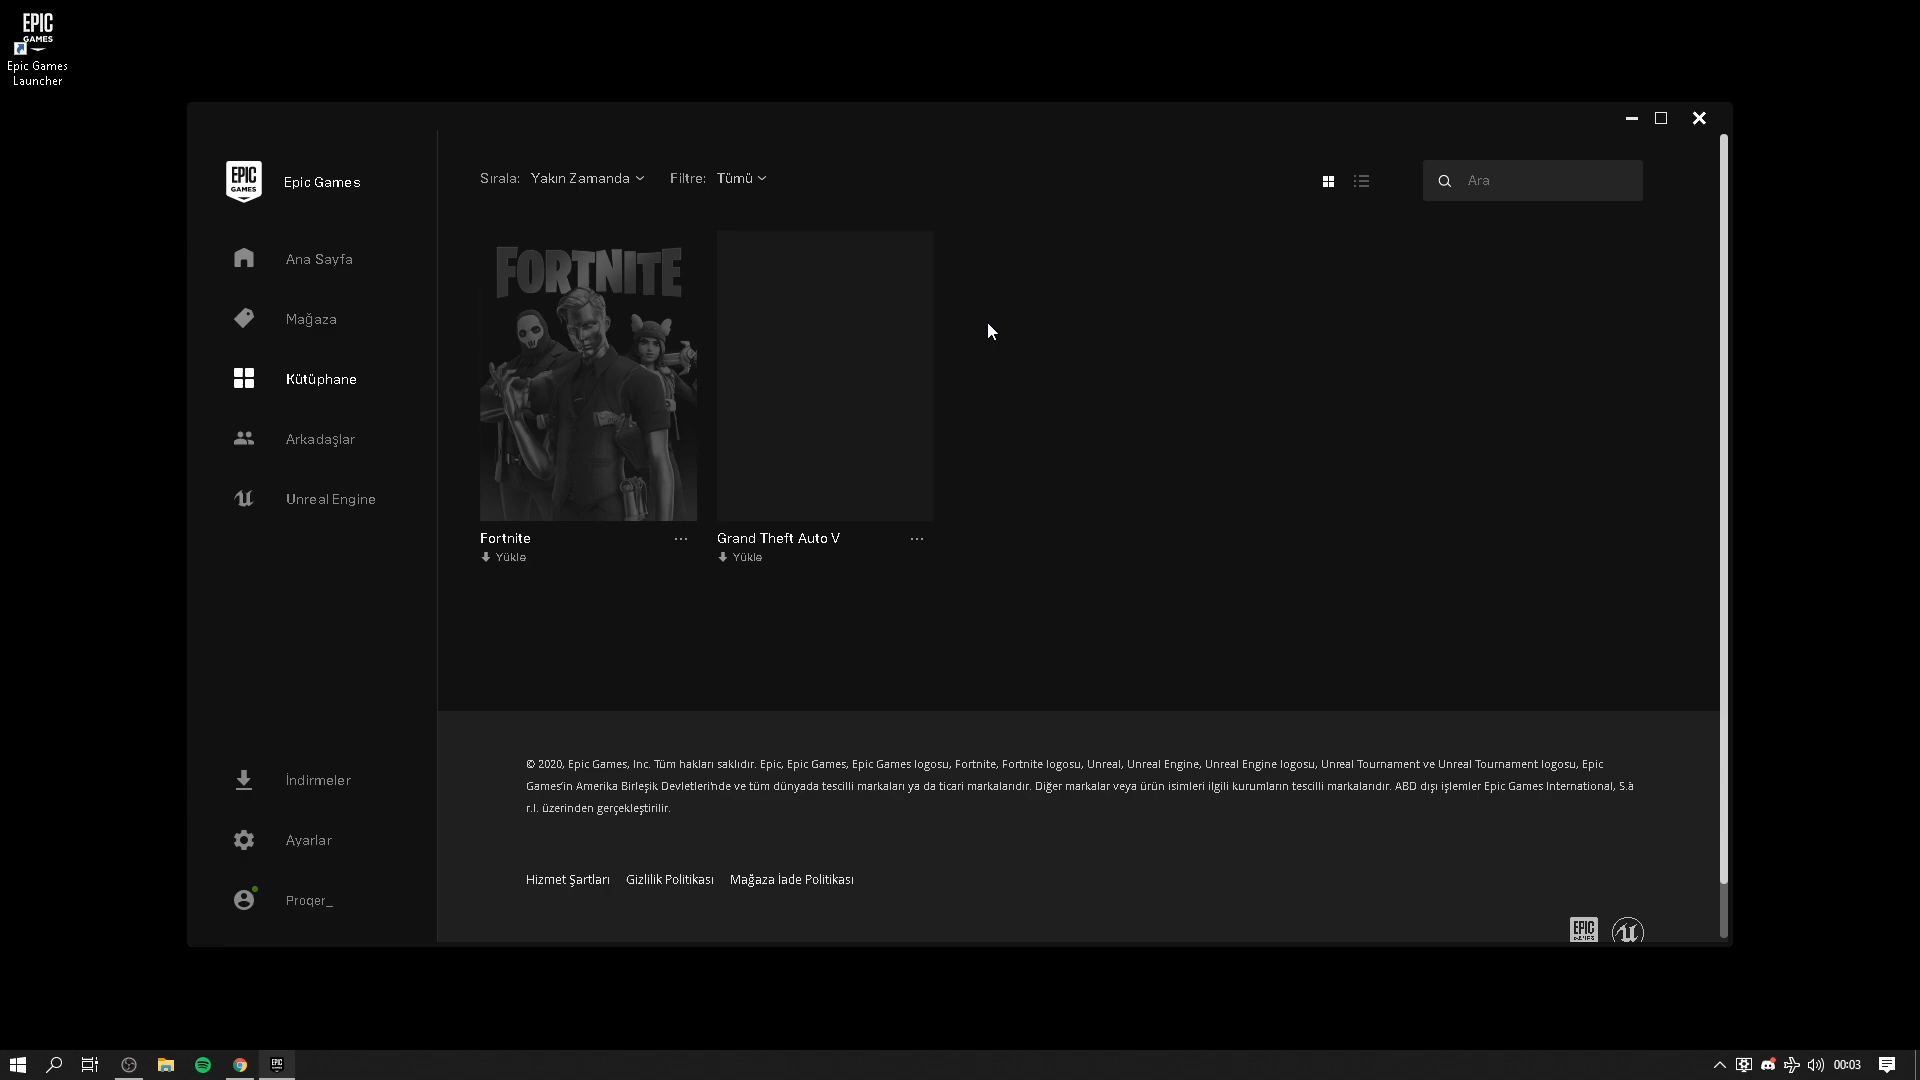 EPIC
GAMES
Epic Games
Launcher
EPIC
GAMES
Epic Games
Ana Sayfa
Mağaza
Kütüphane
Arkadaşlar
Unreal Engine
İndirmeler
Ayarlar
Proqer_
Sırala: Yakın Zamanda Filtre: Tümü
Ara
FORTNITE
Fortnite ...
Yükle
Grand Theft Auto V ...
Yükle
© 2020, Epic Games, Inc. Tüm hakları saklıdır. Epic, Epic Games, Epic Games logosu, Fortnite, Fortnite logosu, Unreal, Unreal Engine, Unreal Engine logosu, Unreal Tournament ve Unreal Tournament logosu, Epic
Games'in Amerika Birleşik Devletleri'nde ve tüm dünyada tescilli markaları ya da ticari markalarıdır. Diğer markalar veya ürün isimleri ilgili kurumların tescilli markalarıdır. ABD dışı işlemler Epic Games International, S.à
r.l. üzerinden gerçekleştirilir.
Hizmet Şartları Gizlilik Politikası Mağaza İade Politikası
EPIC
GAMES
EPIC
00:03